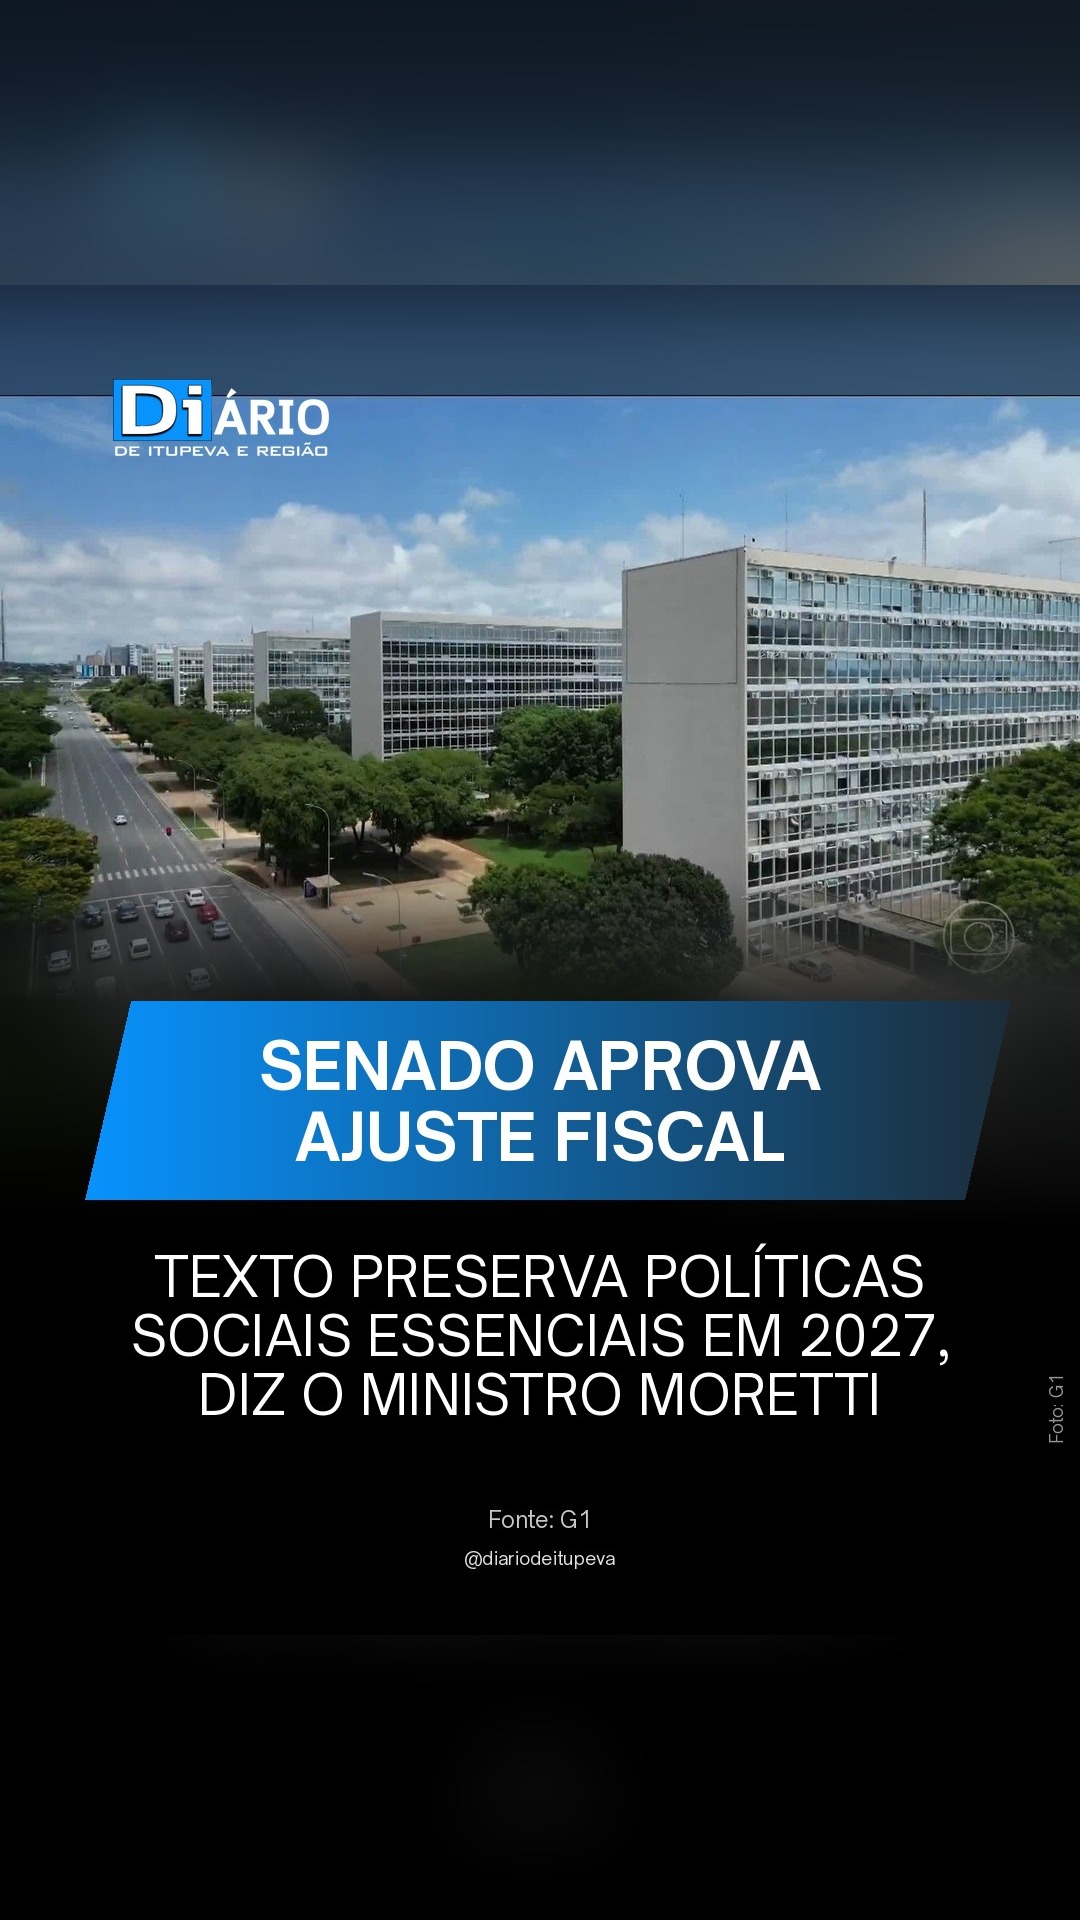 DiÁRIO
DE ITUPEVA E REGIÃO
SENADO APROVA
AJUSTE FISCAL
TEXTO PRESERVA POLÍTICAS
SOCIAIS ESSENCIAIS EM 2027,
DIZ O MINISTRO MORETTI
Foto: G1
Fonte: G1
@diariodeitupeva